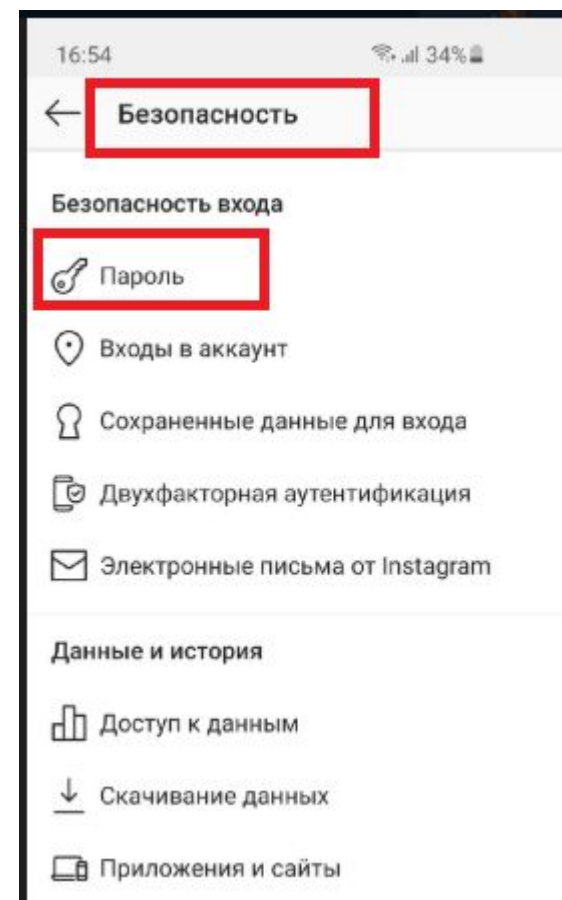 16:54 34%
Безопасность
Безопасность входа
Пароль
Входы в аккаунт
Сохраненные данные для входа
Двухфакторная аутентификация
Электронные письма от Instagram
Данные и история
Доступ к данным
Скачивание данных
Приложения и сайты